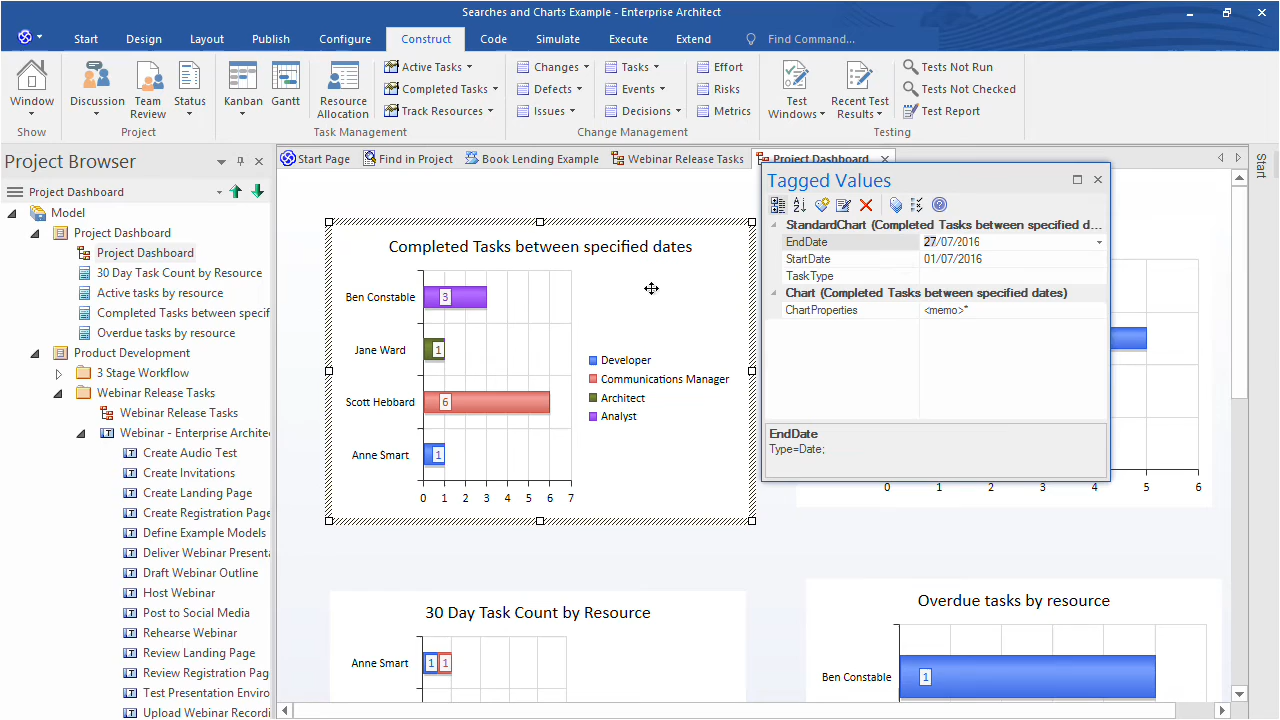 Searches and Charts Example - Enterprise Architect
Start Design Layout Publish Configure Construct Code Simulate Execute Extend Find Command...
Window
Show
Discussion
Team Review
Status
Project
Kanban
Gantt
Resource Allocation
Active Tasks
Completed Tasks
Track Resources
Task Management
Changes
Defects
Issues
Tasks
Events
Decisions
Effort
Risks
Metrics
Change Management
Test Windows
Recent Test Results
Tests Not Run
Tests Not Checked
Test Report
Testing
Project Browser
Project Dashboard
Model
Project Dashboard
Project Dashboard
30 Day Task Count by Resource
Active tasks by resource
Completed Tasks between specif
Overdue tasks by resource
Product Development
3 Stage Workflow
Webinar Release Tasks
Webinar Release Tasks
Webinar - Enterprise Archite
Create Audio Test
Create Invitations
Create Landing Page
Create Registration Page
Define Example Models
Deliver Webinar Presenta
Draft Webinar Outline
Host Webinar
Post to Social Media
Rehearse Webinar
Review Landing Page
Review Registration Page
Test Presentation Enviro
Upload Webinar Recordi
Start Page Find in Project Book Lending Example Webinar Release Tasks Project Dashboard
Start
Completed Tasks between specified dates
Ben Constable 3
Jane Ward 1
Scott Hebbard 6
Anne Smart 1
0 1 2 3 4 5 6 7
Developer
Communications Manager
Architect
Analyst
Tagged Values
StandardChart (Completed Tasks between specified d...
EndDate 27/07/2016
StartDate 01/07/2016
TaskType
Chart (Completed Tasks between specified dates)
ChartProperties <memo>*
EndDate
Type=Date;
0 1 2 3 4 5 6
30 Day Task Count by Resource
Anne Smart 1 1
Overdue tasks by resource
Ben Constable 1